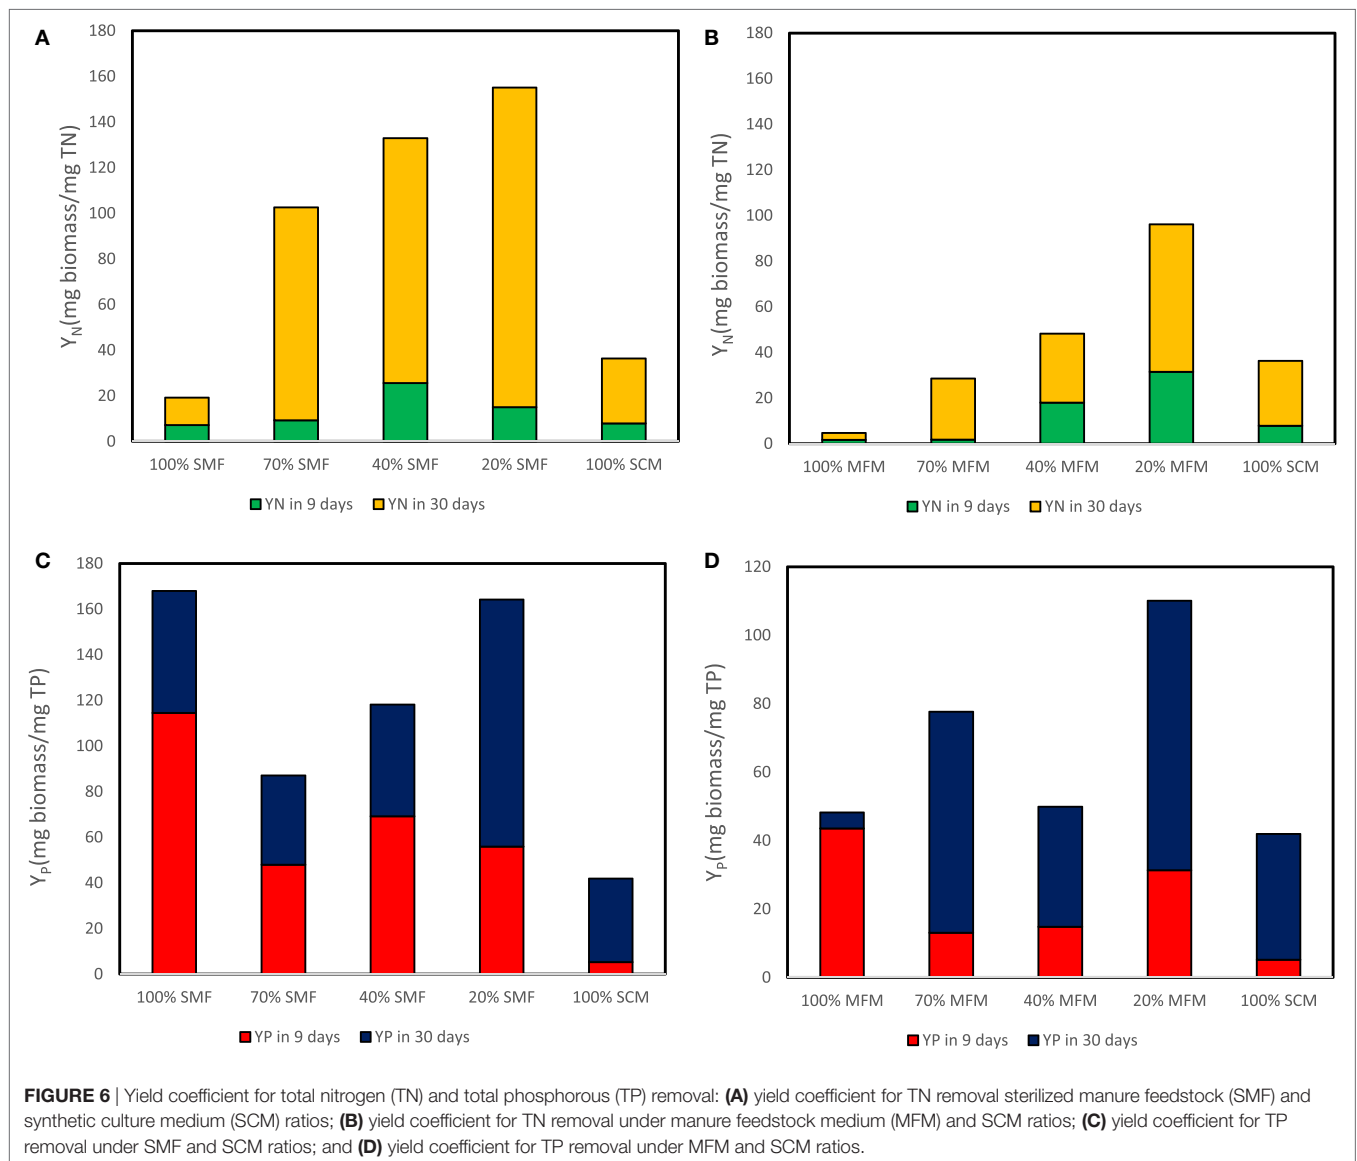 A
180
160
140
120
100
80
60
40
20
0
Y_N(mg biomass/mg TN)
100% SMF 70% SMF 40% SMF 20% SMF 100% SCM
YN in 9 days YN in 30 days
B
180
160
140
120
100
80
60
40
20
0
Y_N(mg biomass/mg TN)
100% MFM 70% MFM 40% MFM 20% MFM 100% SCM
YN in 9 days YN in 30 days
C
180
160
140
120
100
80
60
40
20
0
Y_P(mg biomass/mg TP)
100% SMF 70% SMF 40% SMF 20% SMF 100% SCM
YP in 9 days YP in 30 days
D
120
100
80
60
40
20
0
Y_P(mg biomass/mg TP)
100% MFM 70% MFM 40% MFM 20% MFM 100% SCM
YP in 9 days YP in 30 days
FIGURE 6 | Yield coefficient for total nitrogen (TN) and total phosphorous (TP) removal: (A) yield coefficient for TN removal sterilized manure feedstock (SMF) and
synthetic culture medium (SCM) ratios; (B) yield coefficient for TN removal under manure feedstock medium (MFM) and SCM ratios; (C) yield coefficient for TP
removal under SMF and SCM ratios; and (D) yield coefficient for TP removal under MFM and SCM ratios.